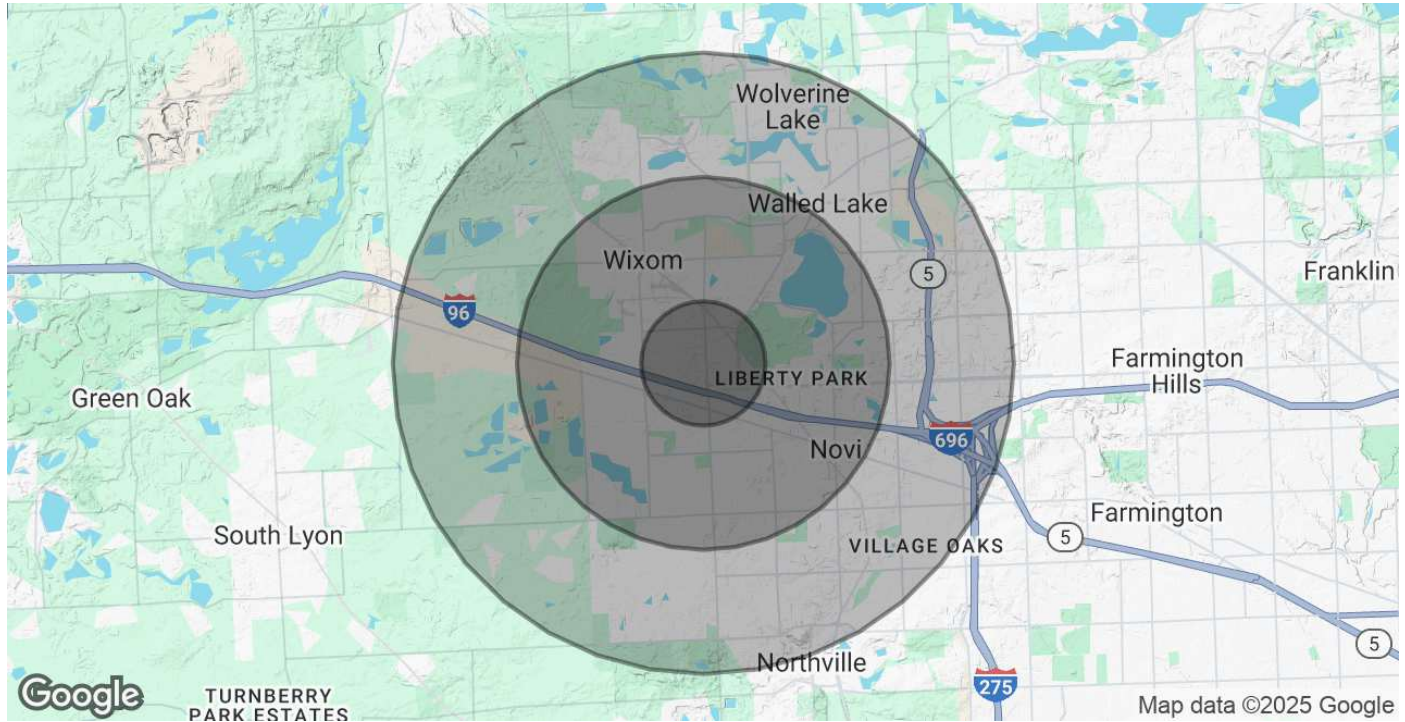 Wolverine
Lake
Walled Lake
Wixom
5
Franklin
96
LIBERTY PARK
Farmington
Hills
Green Oak
696
Novi
Farmington
South Lyon
5
VILLAGE OAKS
5
Northville
275
Google
TURNBERRY
PARK ESTATES
Map data ©2025 Google